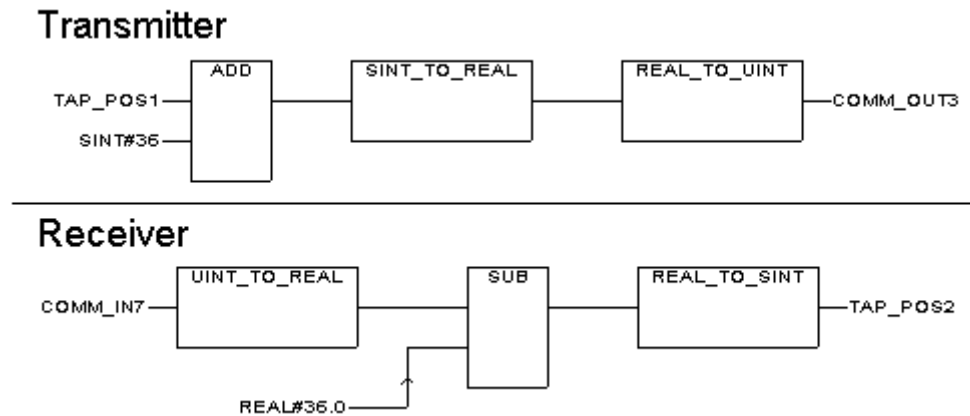 Transmitter
ADD
SINT_TO_REAL
REAL_TO_UINT
TAP_POS1
COMM_OUT3
SINT#36
Receiver
UINT_TO_REAL
SUB
REAL_TO_SINT
COMM_IN7
TAP_POS2
REAL#36.0